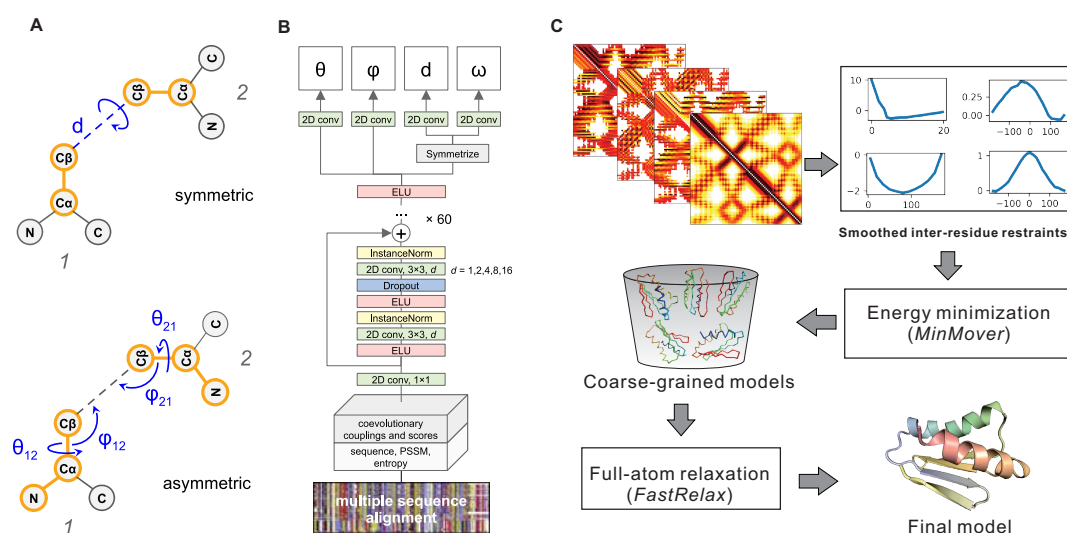 A
Cβ
Cα
C
N
2
d
Cβ
Cα
N
C
1
symmetric
θ21
Cβ
Cα
C
N
2
φ21
Cβ
θ12
φ12
Cα
N
C
1
asymmetric
B
θ
φ
d
ω
2D conv
2D conv
2D conv
2D conv
Symmetrize
ELU
...
× 60
+
InstanceNorm
2D conv, 3×3, d
d = 1,2,4,8,16
Dropout
ELU
InstanceNorm
2D conv, 3×3, d
ELU
2D conv, 1×1
coevolutionary
couplings and scores
sequence, PSSM,
entropy
multiple sequence
alignment
C
10
0
0
20
0.25
0.00
−100
0
100
0
−2
0
100
1
0
−100
0
100
Smoothed inter-residue restraints
Energy minimization
(MinMover)
Coarse-grained models
Full-atom relaxation
(FastRelax)
Final model